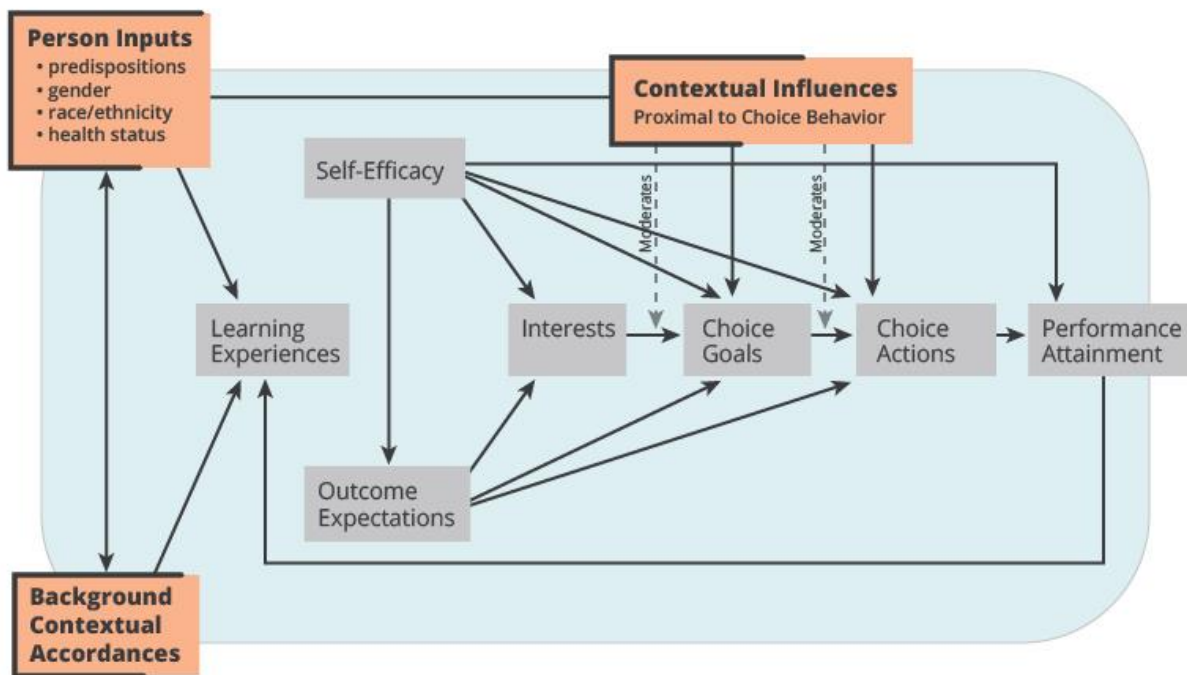 Person Inputs
• predispositions
• gender
• race/ethnicity
• health status
Contextual Influences
Proximal to Choice Behavior
Self-Efficacy
Moderates
Moderates
Learning
Experiences
Interests
Choice
Goals
Choice
Actions
Performance
Attainment
Outcome
Expectations
Background
Contextual
Accordances